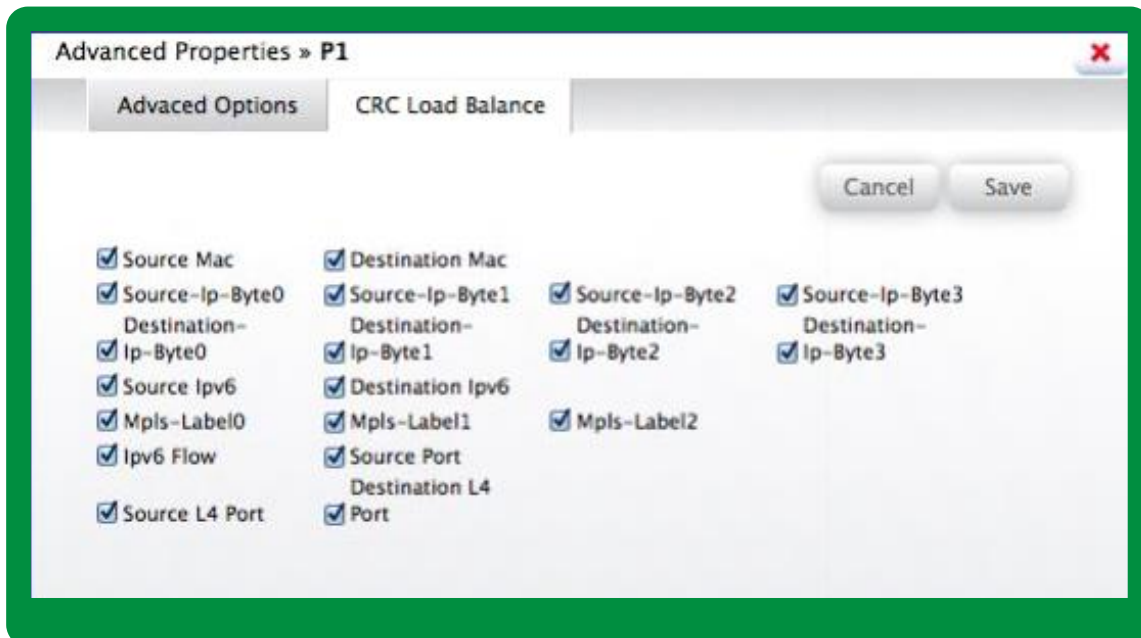 Advanced Properties » P1
Advaced Options CRC Load Balance
Cancel Save
Source Mac Destination Mac
Source-Ip-Byte0 Source-Ip-Byte1 Source-Ip-Byte2 Source-Ip-Byte3
Destination- Destination- Destination- Destination-
Ip-Byte0 Ip-Byte1 Ip-Byte2 Ip-Byte3
Source Ipv6 Destination Ipv6
Mpls-Label0 Mpls-Label1 Mpls-Label2
Ipv6 Flow Source Port
Destination L4
Source L4 Port Port